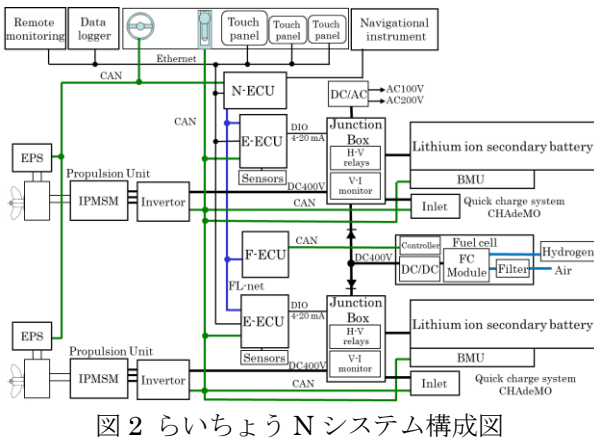 Remote
monitoring
Data
logger
Touch
panel
Touch
panel
Touch
panel
Navigational
instrument
Ethernet
CAN
N-ECU
DC/AC
AC100V
AC200V
CAN
E-ECU
DIO
4-20 mA
Junction
Box
H-V
relays
V-I
monitor
Lithium ion secondary battery
BMU
EPS
Sensors
Propulsion Unit
IPMSM
Invertor
DC400V
CAN
Inlet
Quick charge system
CHAdeMO
F-ECU
CAN
Controller
Fuel cell
DC400V
DC/DC
FC
Module
Filter
Hydrogen
Air
FL-net
E-ECU
DIO
4-20 mA
Junction
Box
H-V
relays
V-I
monitor
Lithium ion secondary battery
BMU
EPS
Sensors
Propulsion Unit
IPMSM
Invertor
DC400V
CAN
Inlet
Quick charge system
CHAdeMO
図 2 らいちょう N システム構成図